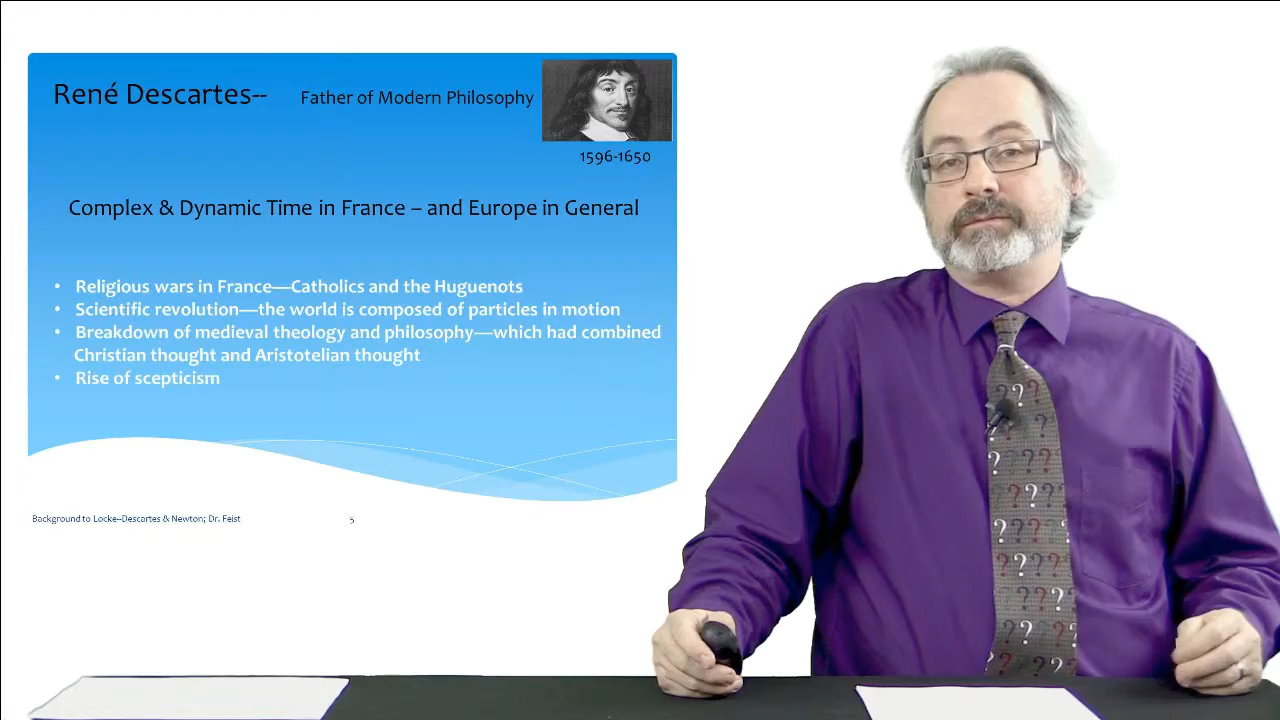 René Descartes--
Father of Modern Philosophy
1596-1650
Complex & Dynamic Time in France – and Europe in General
• Religious wars in France—Catholics and the Huguenots
• Scientific revolution—the world is composed of particles in motion
• Breakdown of medieval theology and philosophy—which had combined
Christian thought and Aristotelian thought
• Rise of scepticism
Background to Locke--Descartes & Newton; Dr. Feist
5